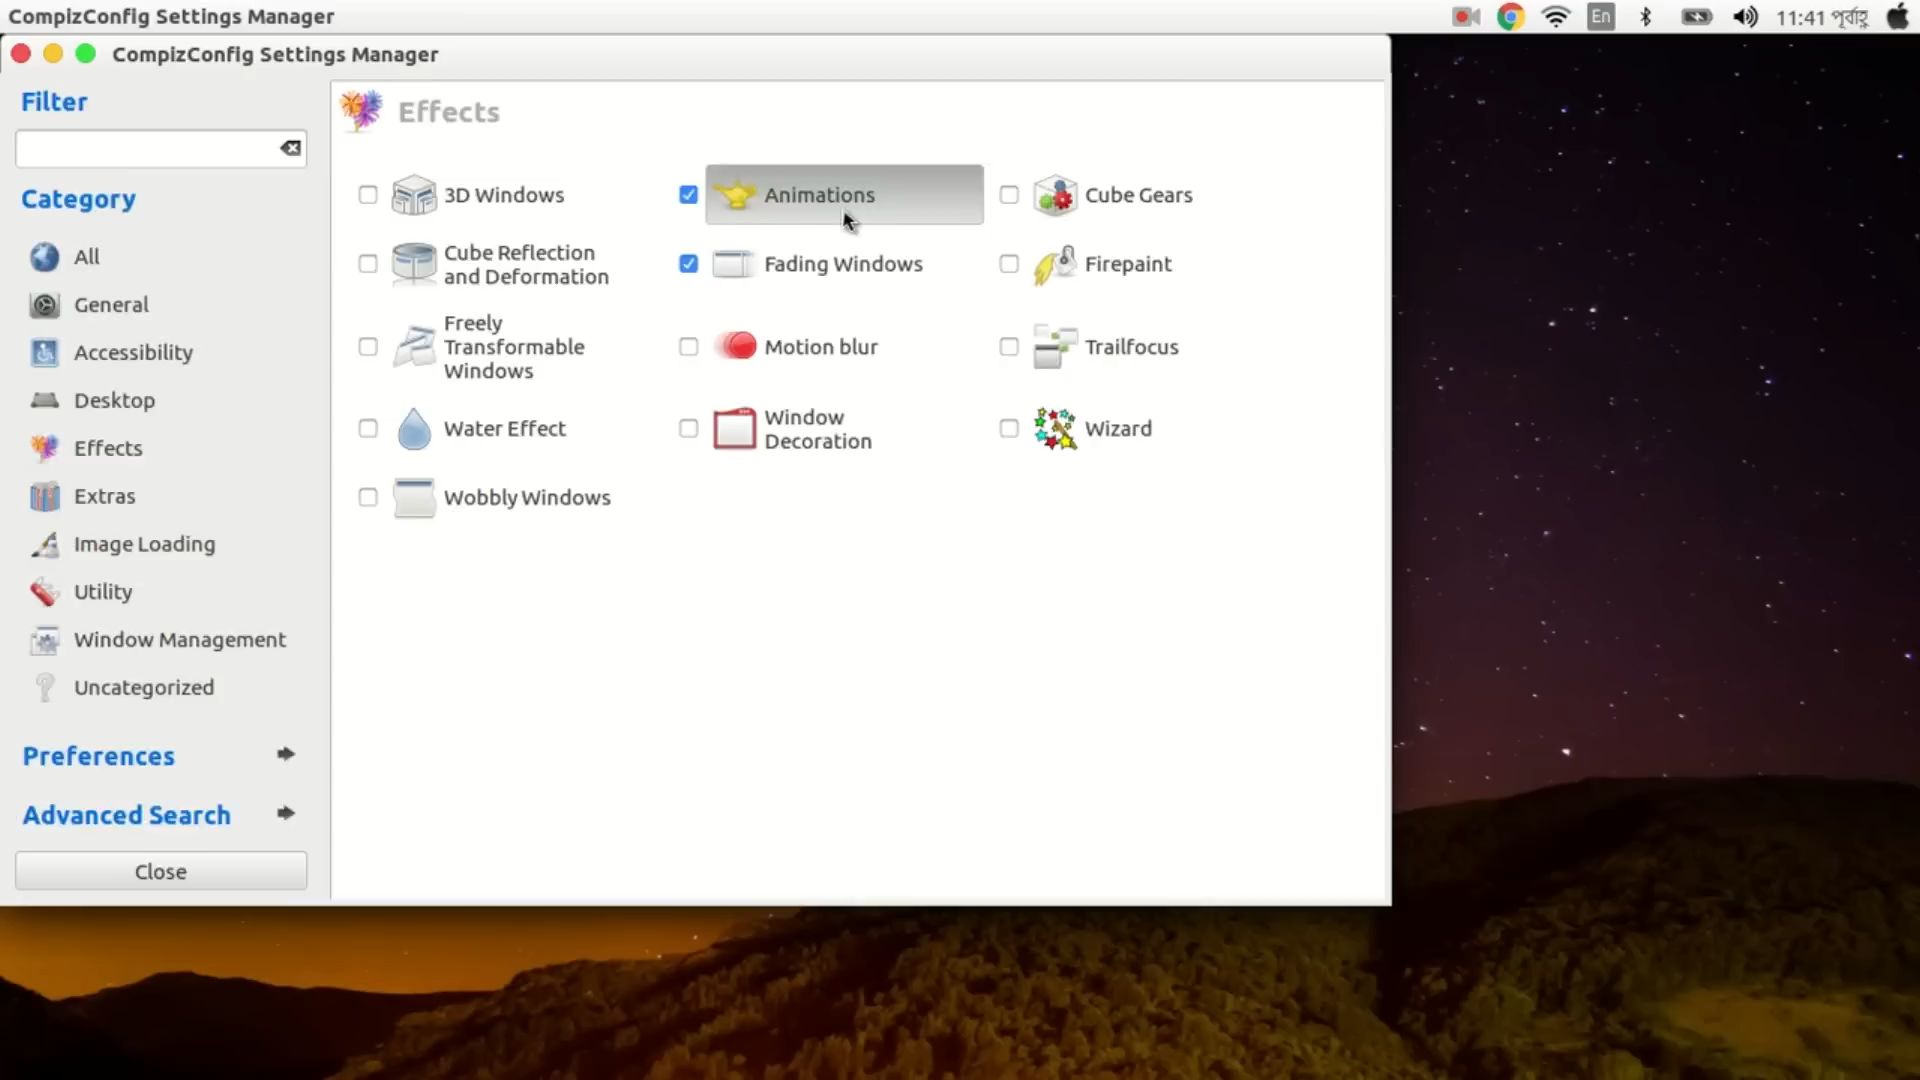 CompizConfig Settings Manager
En
11:41 পূর্বাহ্ণ
CompizConfig Settings Manager
Filter
Category
All
General
Accessibility
Desktop
Effects
Extras
Image Loading
Utility
Window Management
Uncategorized
Preferences
Advanced Search
Close
Effects
3D Windows
Animations
Cube Gears
Cube Reflection
and Deformation
Fading Windows
Firepaint
Freely
Transformable
Windows
Motion blur
Trailfocus
Water Effect
Window
Decoration
Wizard
Wobbly Windows